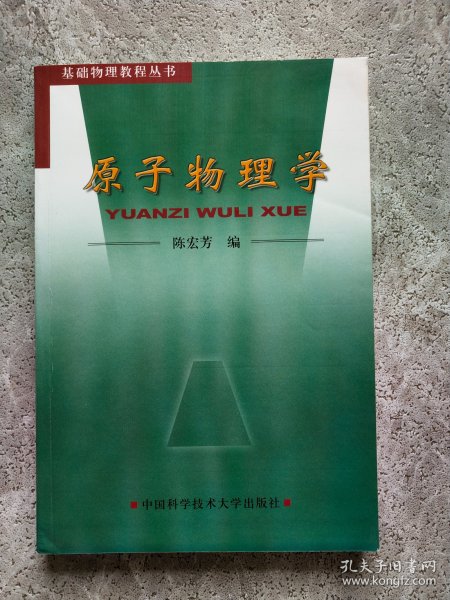 基础物理教程丛书
原子物理学
YUANZI WULI XUE
陈宏芳 编
中国科学技术大学出版社
孔夫子旧书网
www.kongfz.com